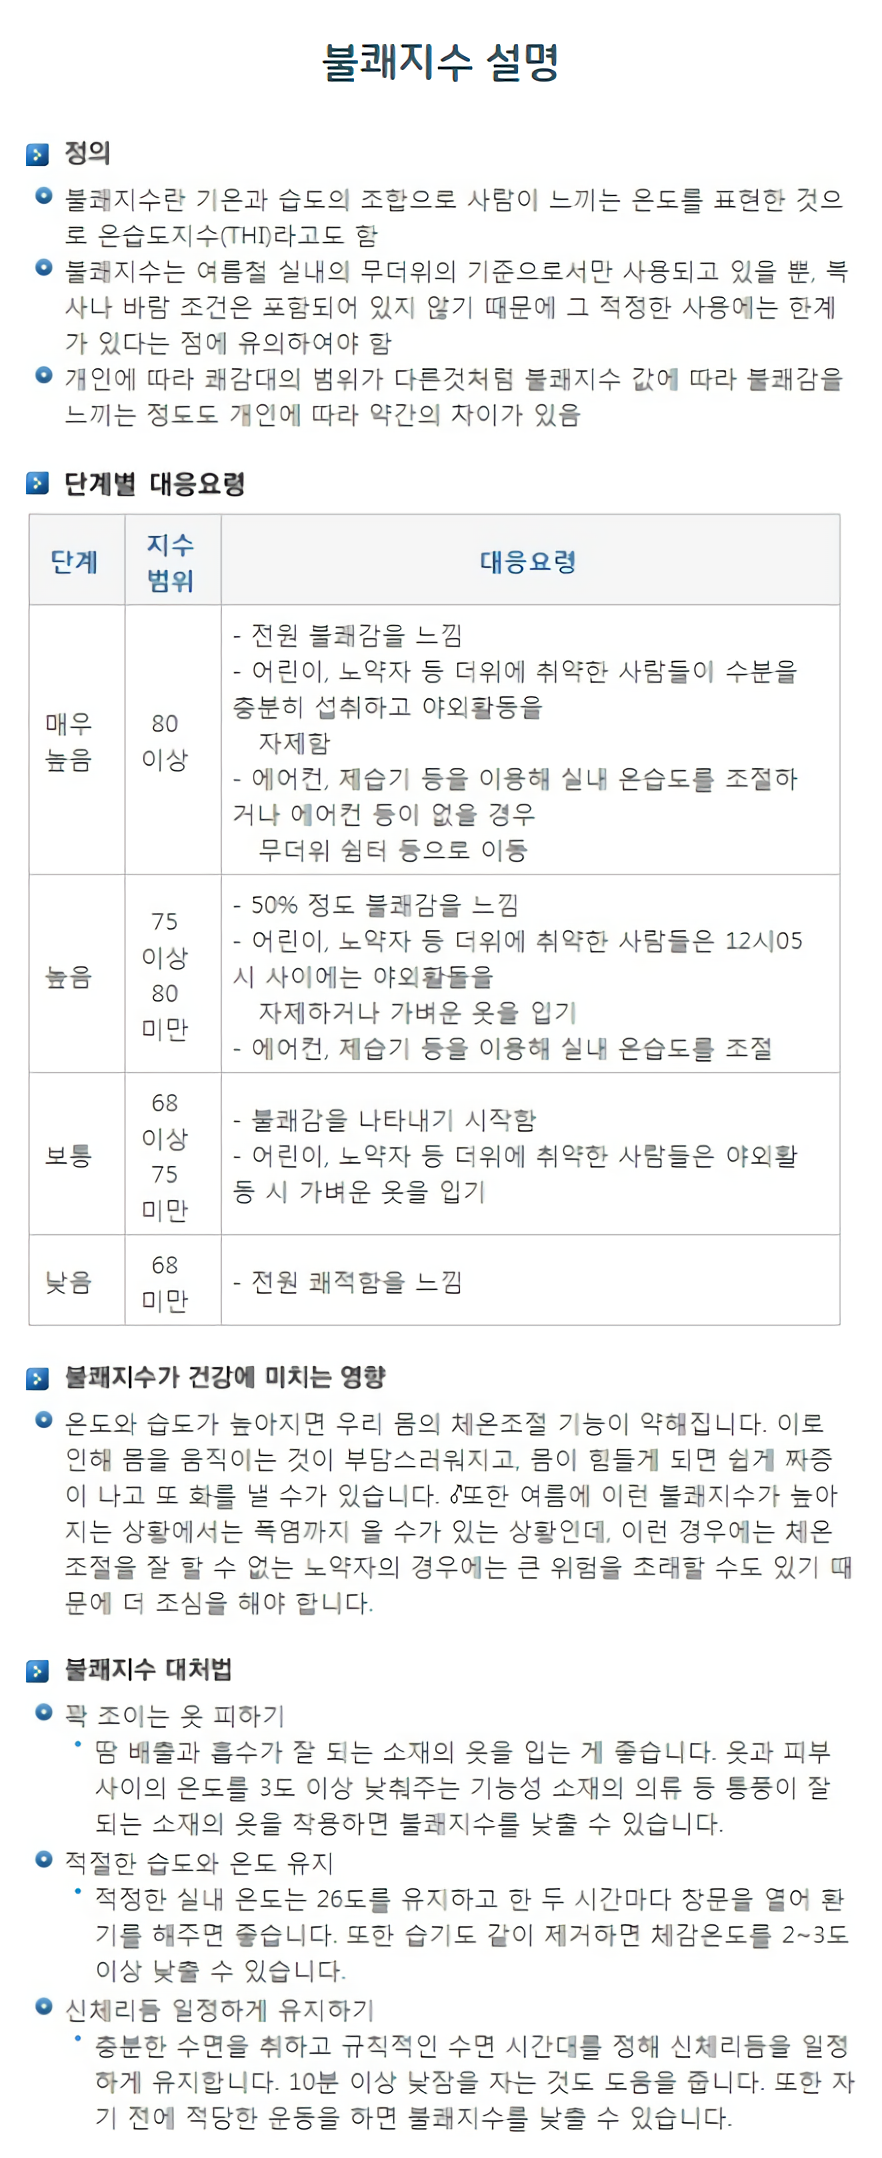 불쾌지수 설명
정의
불쾌지수란 기온과 습도의 조합으로 사람이 느끼는 온도를 표현한 것으
로 온습도지수(THI)라고도 함
불쾌지수는 여름철 실내의 무더위의 기준으로서만 사용되고 있을 뿐, 복
사나 바람 조건은 포함되어 있지 않기 때문에 그 적정한 사용에는 한계
가 있다는 점에 유의하여야 함
개인에 따라 쾌감대의 범위가 다른것처럼 불쾌지수 값에 따라 불쾌감을
느끼는 정도도 개인에 따라 약간의 차이가 있음
단계별 대응요령
단계
지수
범위
대응요령
매우
높음
80
이상
- 전원 불쾌감을 느낌
- 어린이, 노약자 등 더위에 취약한 사람들이 수분을
충분히 섭취하고 야외활동을
자제함
- 에어컨, 제습기 등을 이용해 실내 온습도를 조절하
거나 에어컨 등이 없을 경우
무더위 쉼터 등으로 이동
높음
75
이상
80
미만
- 50% 정도 불쾌감을 느낌
- 어린이, 노약자 등 더위에 취약한 사람들은 12시05
시 사이에는 야외활돌을
자제하거나 가벼운 옷을 입기
- 에어컨, 제습기 등을 이용해 실내 온습도를 조절
보통
68
이상
75
미만
- 불쾌감을 나타내기 시작함
- 어린이, 노약자 등 더위에 취약한 사람들은 야외활
동 시 가벼운 옷을 입기
낮음
68
미만
- 전원 쾌적함을 느낌
불쾌지수가 건강에 미치는 영향
온도와 습도가 높아지면 우리 몸의 체온조절 기능이 약해집니다. 이로
인해 몸을 움직이는 것이 부담스러워지고, 몸이 힘들게 되면 쉽게 짜증
이 나고 또 화를 낼 수가 있습니다. ♪또한 여름에 이런 불쾌지수가 높아
지는 상황에서는 폭염까지 올 수가 있는 상황인데, 이런 경우에는 체온
조절을 잘 할 수 없는 노약자의 경우에는 큰 위험을 초래할 수도 있기 때
문에 더 조심을 해야 합니다.
불쾌지수 대처법
꽉 조이는 옷 피하기
땀 배출과 흡수가 잘 되는 소재의 옷을 입는 게 좋습니다. 옷과 피부
사이의 온도를 3도 이상 낮춰주는 기능성 소재의 의류 등 통풍이 잘
되는 소재의 옷을 착용하면 불쾌지수를 낮출 수 있습니다.
적절한 습도와 온도 유지
적정한 실내 온도는 26도를 유지하고 한 두 시간마다 창문을 열어 환
기를 해주면 좋습니다. 또한 습기도 같이 제거하면 체감온도를 2~3도
이상 낮출 수 있습니다.
신체리듬 일정하게 유지하기
충분한 수면을 취하고 규칙적인 수면 시간대를 정해 신체리듬을 일정
하게 유지합니다. 10분 이상 낮잠을 자는 것도 도움을 줍니다. 또한 자
기 전에 적당한 운동을 하면 불쾌지수를 낮출 수 있습니다.